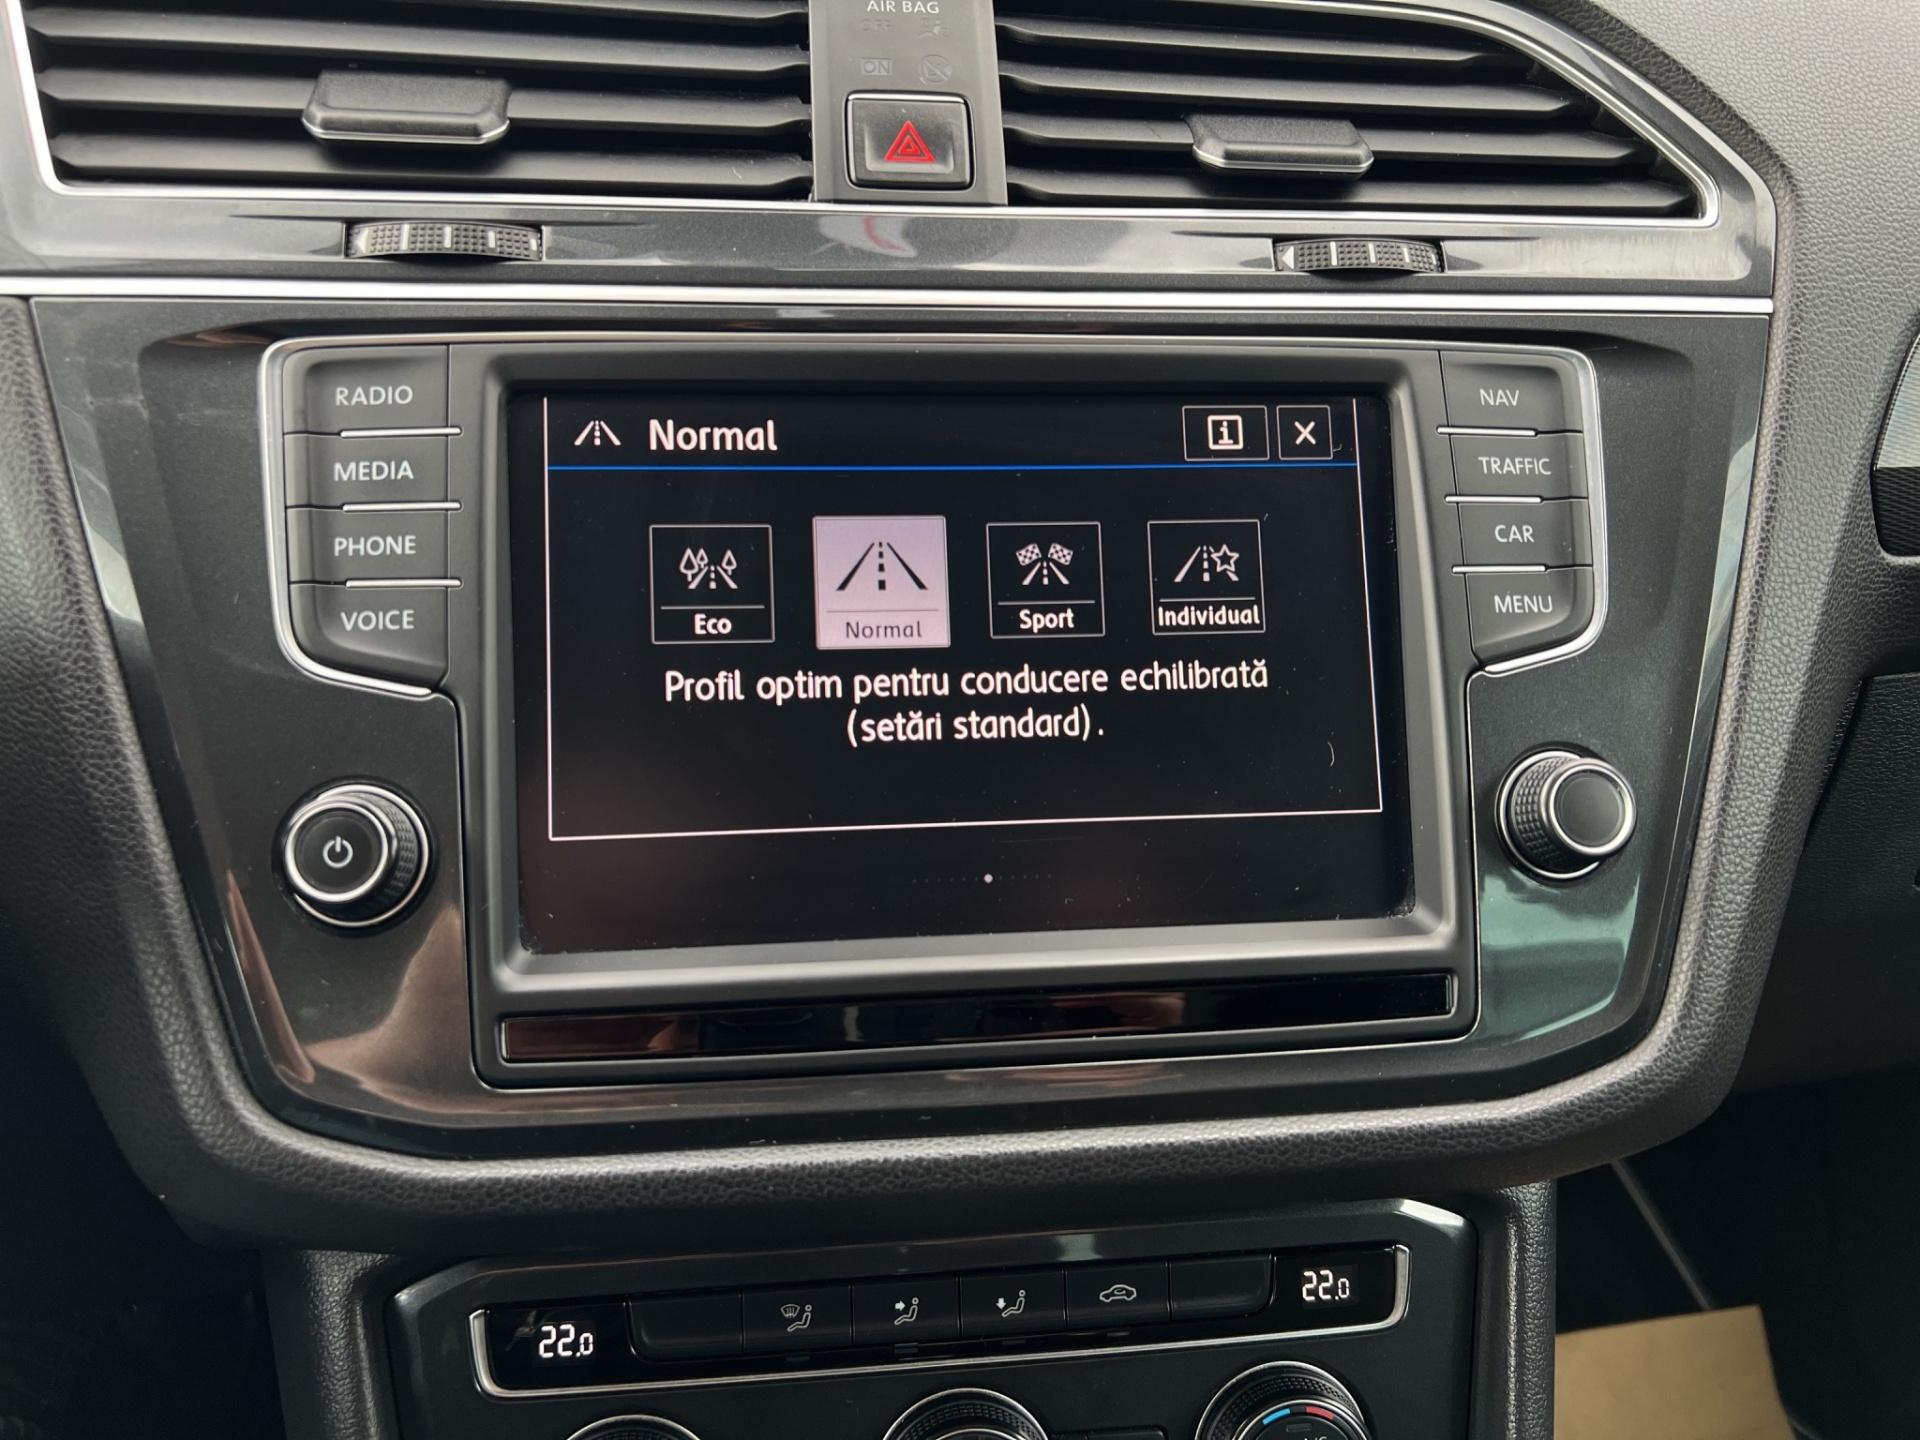 AIR BAG
OFF
ON
RADIO
MEDIA
PHONE
VOICE
NAV
TRAFFIC
CAR
MENU
Normal
i
X
Eco
Normal
Sport
Individual
Profil optim pentru conducere echilibrată
(setări standard).
22.0
22.0